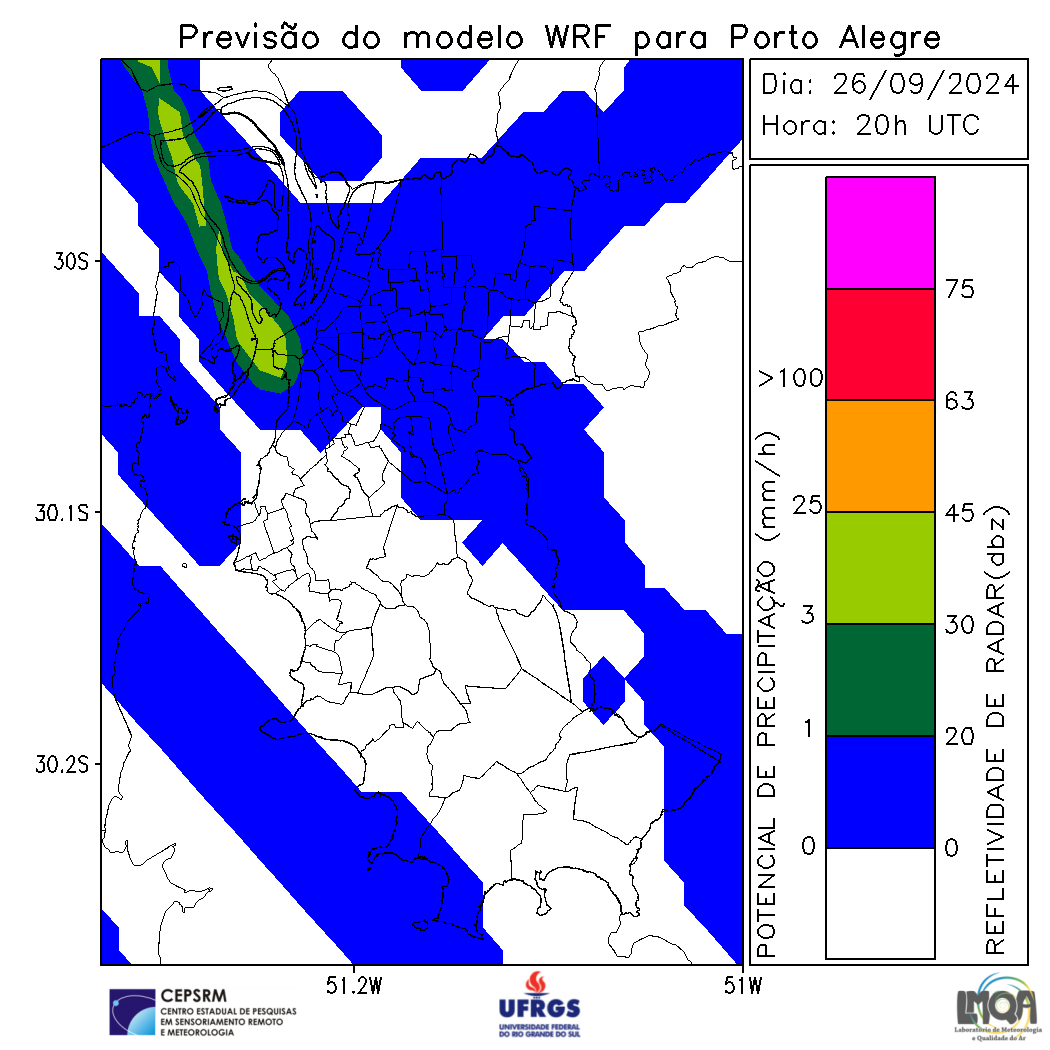 Previsão do modelo WRF para Porto Alegre
Dia: 26/09/2024
Hora: 20h UTC
30S
30.1S
30.2S
51.2W
51W
POTENCIAL DE PRECIPITAÇÃO (mm/h)
>100
25
3
1
0
75
63
45
30
20
0
REFLETIVIDADE DE RADAR(dbz)
CEPSRM
CENTRO ESTADUAL DE PESQUISAS
EM SENSORIAMENTO REMOTO
E METEOROLOGIA
UFRGS
UNIVERSIDADE FEDERAL
DO RIO GRANDE DO SUL
LMQA
Laboratório de Meteorologia
e Qualidade do Ar